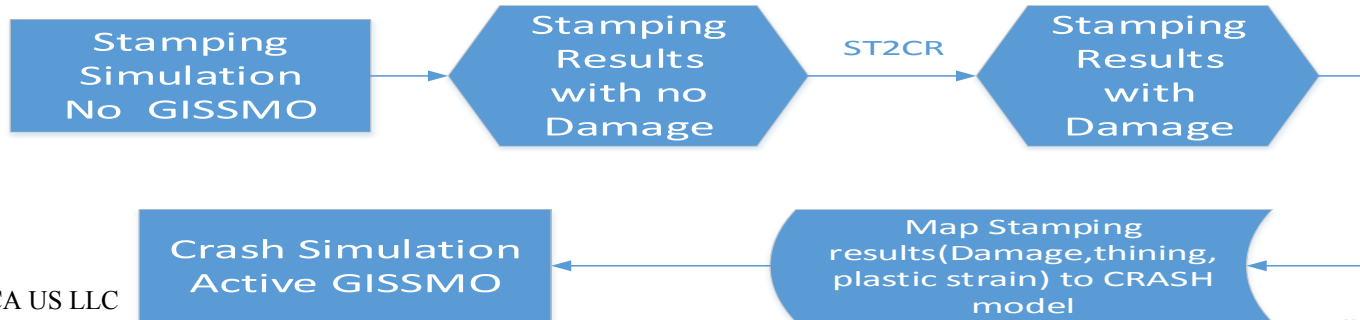 Stamping
Simulation
No GISSMO
Stamping
Results
with no
Damage
ST2CR
Stamping
Results
with
Damage
Crash Simulation
Active GISSMO
Map Stamping
results(Damage,thining,
plastic strain) to CRASH
model
CA US LLC